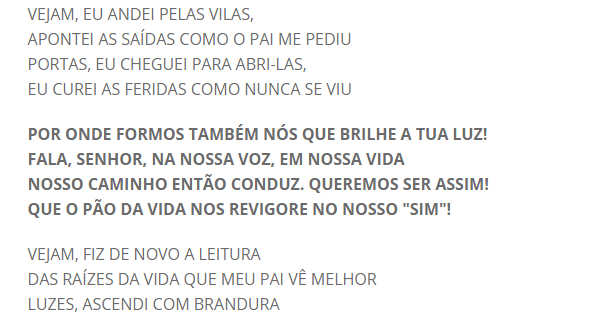 VEJAM, EU ANDEI PELAS VILAS,
APONTEI AS SAÍDAS COMO O PAI ME PEDIU
PORTAS, EU CHEGUEI PARA ABRI-LAS,
EU CUREI AS FERIDAS COMO NUNCA SE VIU
POR ONDE FORMOS TAMBÉM NÓS QUE BRILHE A TUA LUZ!
FALA, SENHOR, NA NOSSA VOZ, EM NOSSA VIDA
NOSSO CAMINHO ENTÃO CONDUZ. QUEREMOS SER ASSIM!
QUE O PÃO DA VIDA NOS REVIGORE NO NOSSO "SIM"!
VEJAM, FIZ DE NOVO A LEITURA
DAS RAÍZES DA VIDA QUE MEU PAI VÊ MELHOR
LUZES, ASCENDI COM BRANDURA